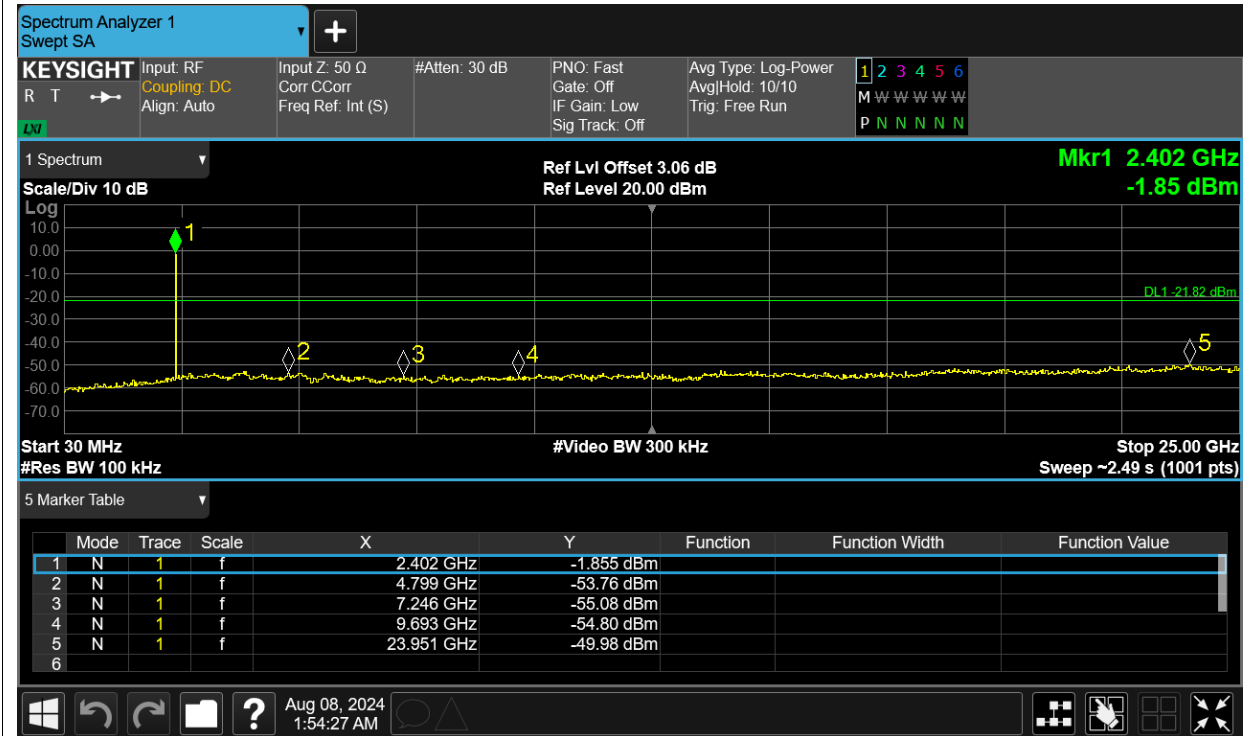 Spectrum Analyzer 1
Swept SA
KEYSIGHT
R T
LXI
Input: RF
Coupling: DC
Align: Auto
Input Z: 50 Ω
Corr CCorr
Freq Ref: Int (S)
#Atten: 30 dB
PNO: Fast
Gate: Off
IF Gain: Low
Sig Track: Off
Avg Type: Log-Power
Avg|Hold: 10/10
Trig: Free Run
1 2 3 4 5 6
M W W W W W
P N N N N N
1 Spectrum
Scale/Div 10 dB
Ref Lvl Offset 3.06 dB
Ref Level 20.00 dBm
Mkr1 2.402 GHz
-1.85 dBm
Log
10.0
0.00
-10.0
-20.0
-30.0
-40.0
-50.0
-60.0
-70.0
1
2
3
4
5
DL1 -21.82 dBm
Start 30 MHz
#Video BW 300 kHz
Stop 25.00 GHz
#Res BW 100 kHz
Sweep ~2.49 s (1001 pts)
5 Marker Table
Mode Trace Scale X Y Function Function Width Function Value
1 N 1 f 2.402 GHz -1.855 dBm
2 N 1 f 4.799 GHz -53.76 dBm
3 N 1 f 7.246 GHz -55.08 dBm
4 N 1 f 9.693 GHz -54.80 dBm
5 N 1 f 23.951 GHz -49.98 dBm
6
?
Aug 08, 2024
1:54:27 AM